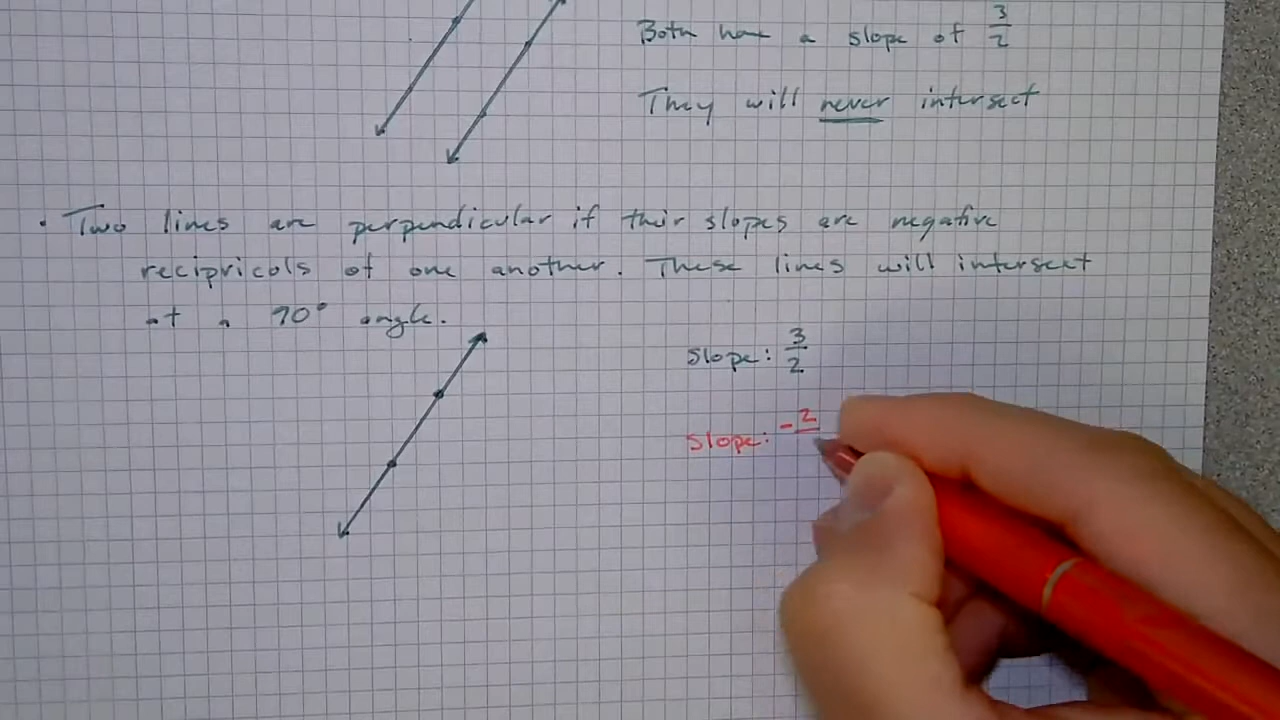 Both have a slope of 3/2
They will never intersect
• Two lines are perpendicular if their slopes are negative
recipricols of one another. These lines will intersect
at a 90° angle.
Slope: 3/2
Slope: -2/